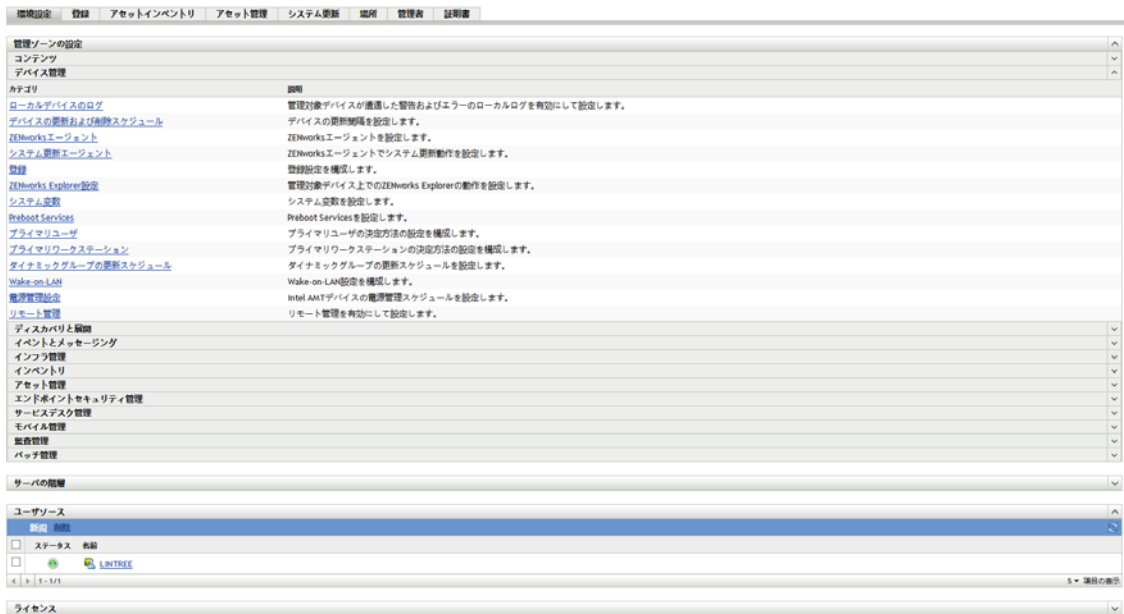 環境設定 登録 アセットインベントリ アセット管理 システム更新 場所 管理者 証明書
管理ゾーンの設定
コンテンツ
デバイス管理
カテゴリ 説明
ローカルデバイスのログ 管理対象デバイスが遭遇した警告およびエラーのローカルログを有効にして設定します。
デバイスの更新および削除スケジュール デバイスの更新間隔を設定します。
ZENworksエージェント ZENworksエージェントを設定します。
システム更新エージェント ZENworksエージェントでシステム更新動作を設定します。
登録 登録設定を構成します。
ZENworks Explorer設定 管理対象デバイス上でのZENworks Explorerの動作を設定します。
システム変数 システム変数を設定します。
Preboot Services Preboot Servicesを設定します。
プライマリユーザ プライマリユーザの決定方法の設定を構成します。
プライマリワークステーション プライマリワークステーションの決定方法の設定を構成します。
ダイナミックグループの更新スケジュール ダイナミックグループの更新スケジュールを設定します。
Wake-on-LAN Wake-on-LAN設定を構成します。
電源管理設定 Intel AMTデバイスの電源管理スケジュールを設定します。
リモート管理 リモート管理を有効にして設定します。
ディスカバリと展開
イベントとメッセージング
インフラ管理
インベントリ
アセット管理
エンドポイントセキュリティ管理
サービスデスク管理
モバイル管理
監査管理
パッチ管理
サーバの階層
ユーザソース
新規 削除
ステータス 名前
LINTREE
1 - 1/1 5 項目の表示
ライセンス